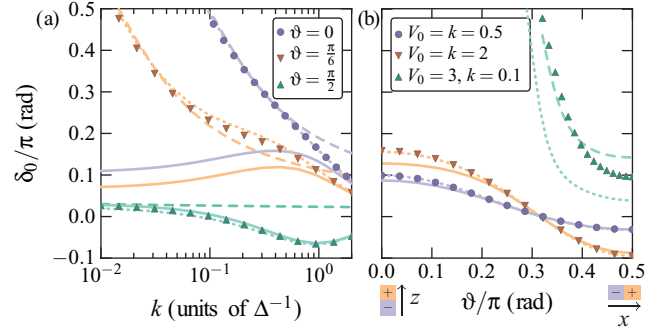 (a)
ϑ = 0
ϑ = π/6
ϑ = π/2
0.5
0.4
0.3
0.2
0.1
0.0
−0.1
δ₀/π (rad)
10⁻²
10⁻¹
10⁰
k (units of Δ⁻¹)
(b)
V₀ = k = 0.5
V₀ = k = 2
V₀ = 3, k = 0.1
0.0
0.1
0.2
0.3
0.4
0.5
ϑ/π (rad)
+
−
z
− +
x